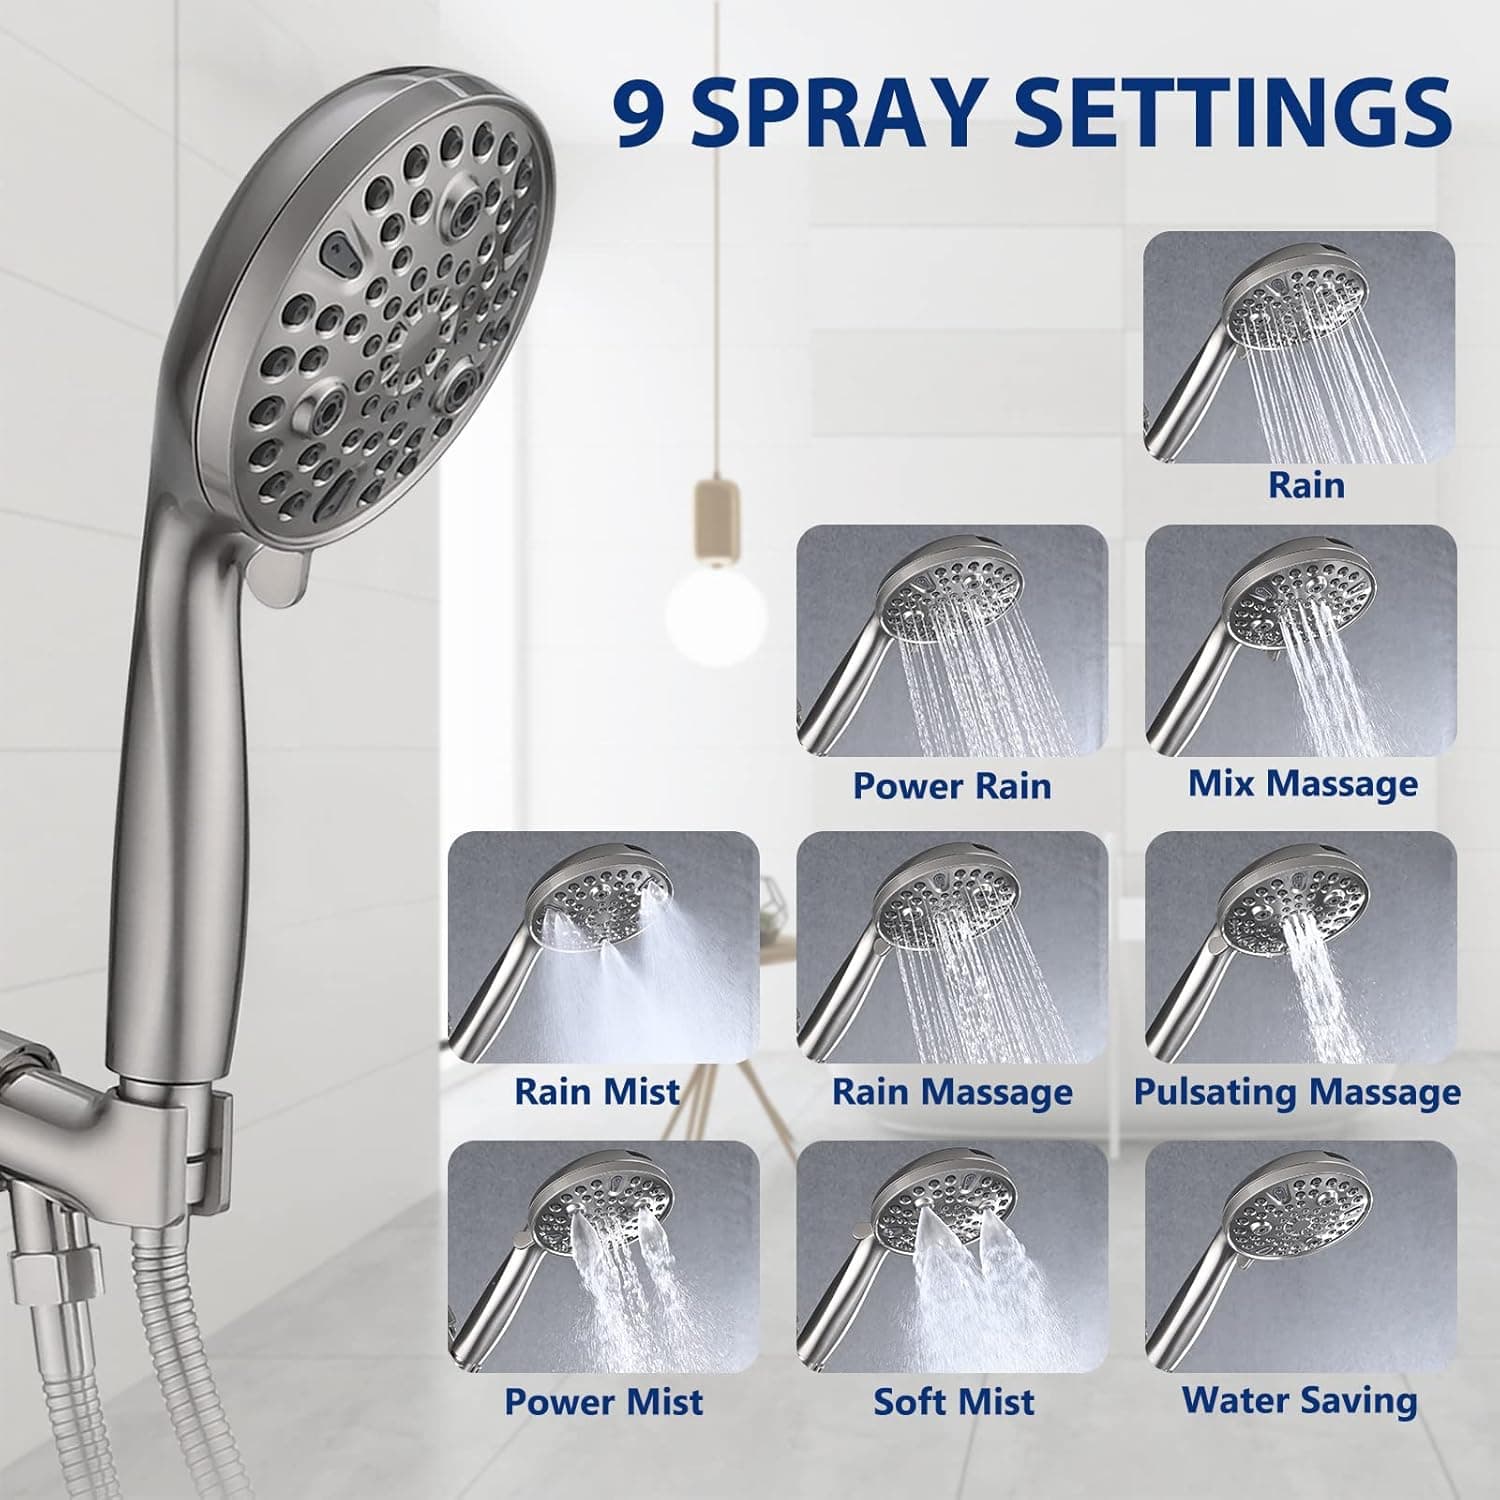 9 SPRAY SETTINGS
Rain
Power Rain
Mix Massage
Rain Mist
Rain Massage
Pulsating Massage
Power Mist
Soft Mist
Water Saving